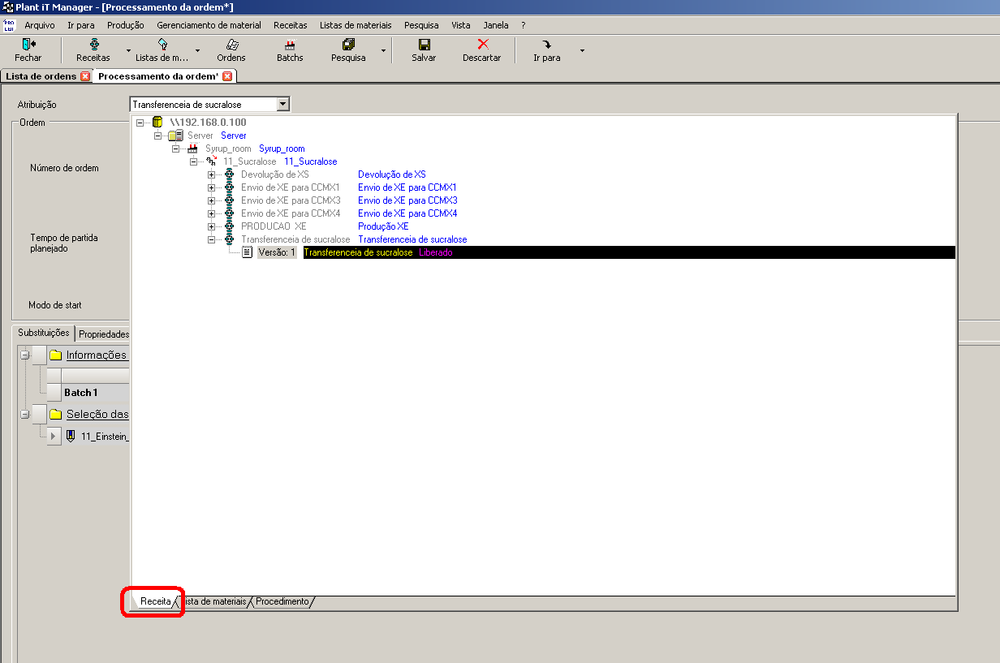 Plant iT Manager - [Processamento da ordem*]
Arquivo Ir para Produção Gerenciamento de material Receitas Listas de materiais Pesquisa Vista Janela ?
Fechar Receitas Listas de m... Ordens Batchs Pesquisa Salvar Descartar Ir para
Lista de ordens Processamento da ordem*
Atribuição Transferenceia de sucralose
Ordem
\\192.168.0.100
Server Server
Syrup_room Syrup_room
11_Sucralose 11_Sucralose
Número de ordem
Devolução de XS Devolução de XS
Envio de XE para CCMX1 Envio de XE para CCMX1
Envio de XE para CCMX3 Envio de XE para CCMX3
Envio de XE para CCMX4 Envio de XE para CCMX4
PRODUCAO XE Produção XE
Tempo de partida planejado
Transferenceia de sucralose Transferenceia de sucralose
Versão: 1 Transferenceia de sucralose Liberado
Modo de start
Substituições Propriedades
Informações
Batch 1
Seleção das
11_Einstein_
Receita Lista de materiais Procedimento